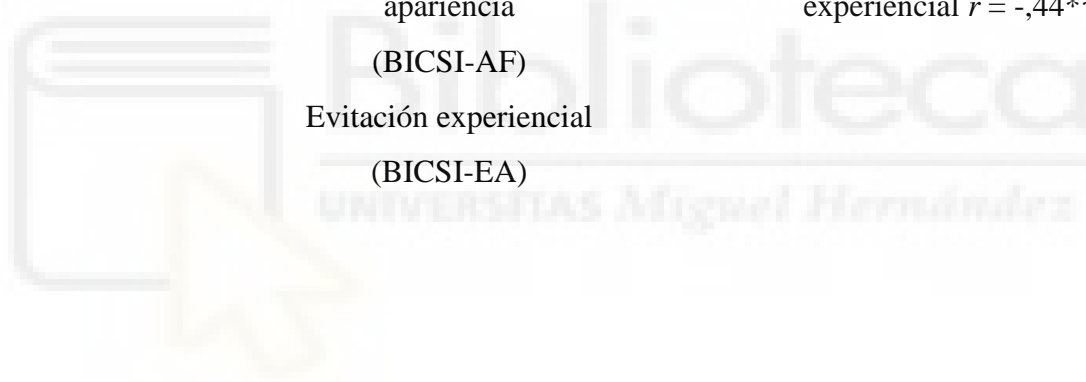 apariencia
experiencial r = -,44**
(BICSI-AF)
Evitación experiencial
(BICSI-EA)
Biblioteca
UNIVERSITAS Miguel Hernández